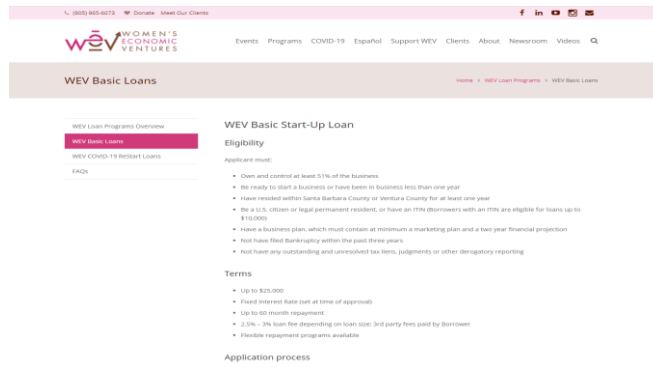 (805) 965-6073 Donate Meet Our Clients
WOMEN'S
ECONOMIC
VENTURES
WEV
Events Programs COVID-19 Español Support WEV Clients About Newsroom Videos
WEV Basic Loans
Home > WEV Loan Programs > WEV Basic Loans
WEV Loan Programs Overview
WEV Basic Loans
WEV COVID-19 ReStart Loans
FAQs
WEV Basic Start-Up Loan
Eligibility
Applicant must:
Own and control at least 51% of the business
Be ready to start a business or have been in business less than one year
Have resided within Santa Barbara County or Ventura County for at least one year
Be a U.S. citizen or legal permanent resident, or have an ITIN (Borrowers with an ITIN are eligible for loans up to
$10,000)
Have a business plan, which must contain at minimum a marketing plan and a two year financial projection
Not have filed Bankruptcy within the past three years
Not have any outstanding and unresolved tax liens, judgments or other derogatory reporting
Terms
Up to $25,000
Fixed Interest Rate (set at time of approval)
Up to 60 month repayment
2.5% – 3% loan fee depending on loan size; 3rd party fees paid by Borrower
Flexible repayment programs available
Application process